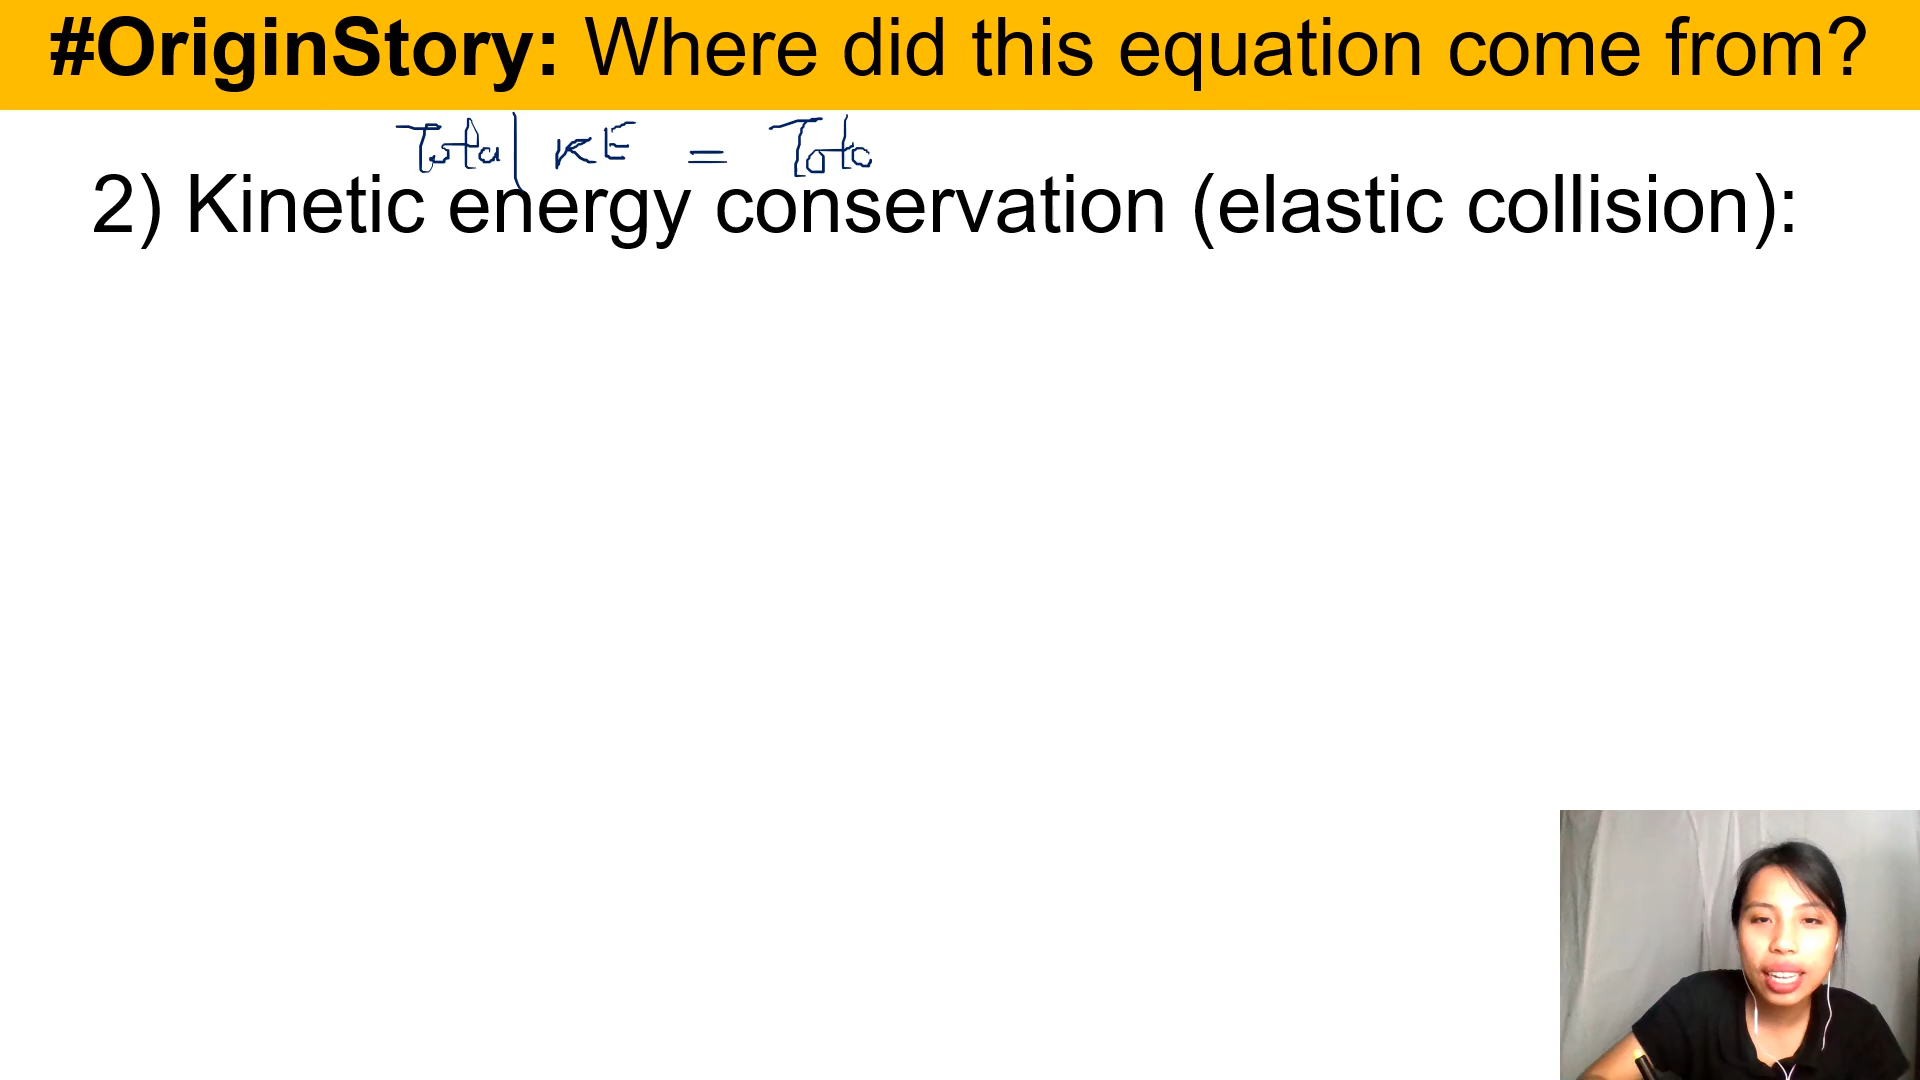 #OriginStory: Where did this equation come from?
Total KE = Tota
2) Kinetic energy conservation (elastic collision):